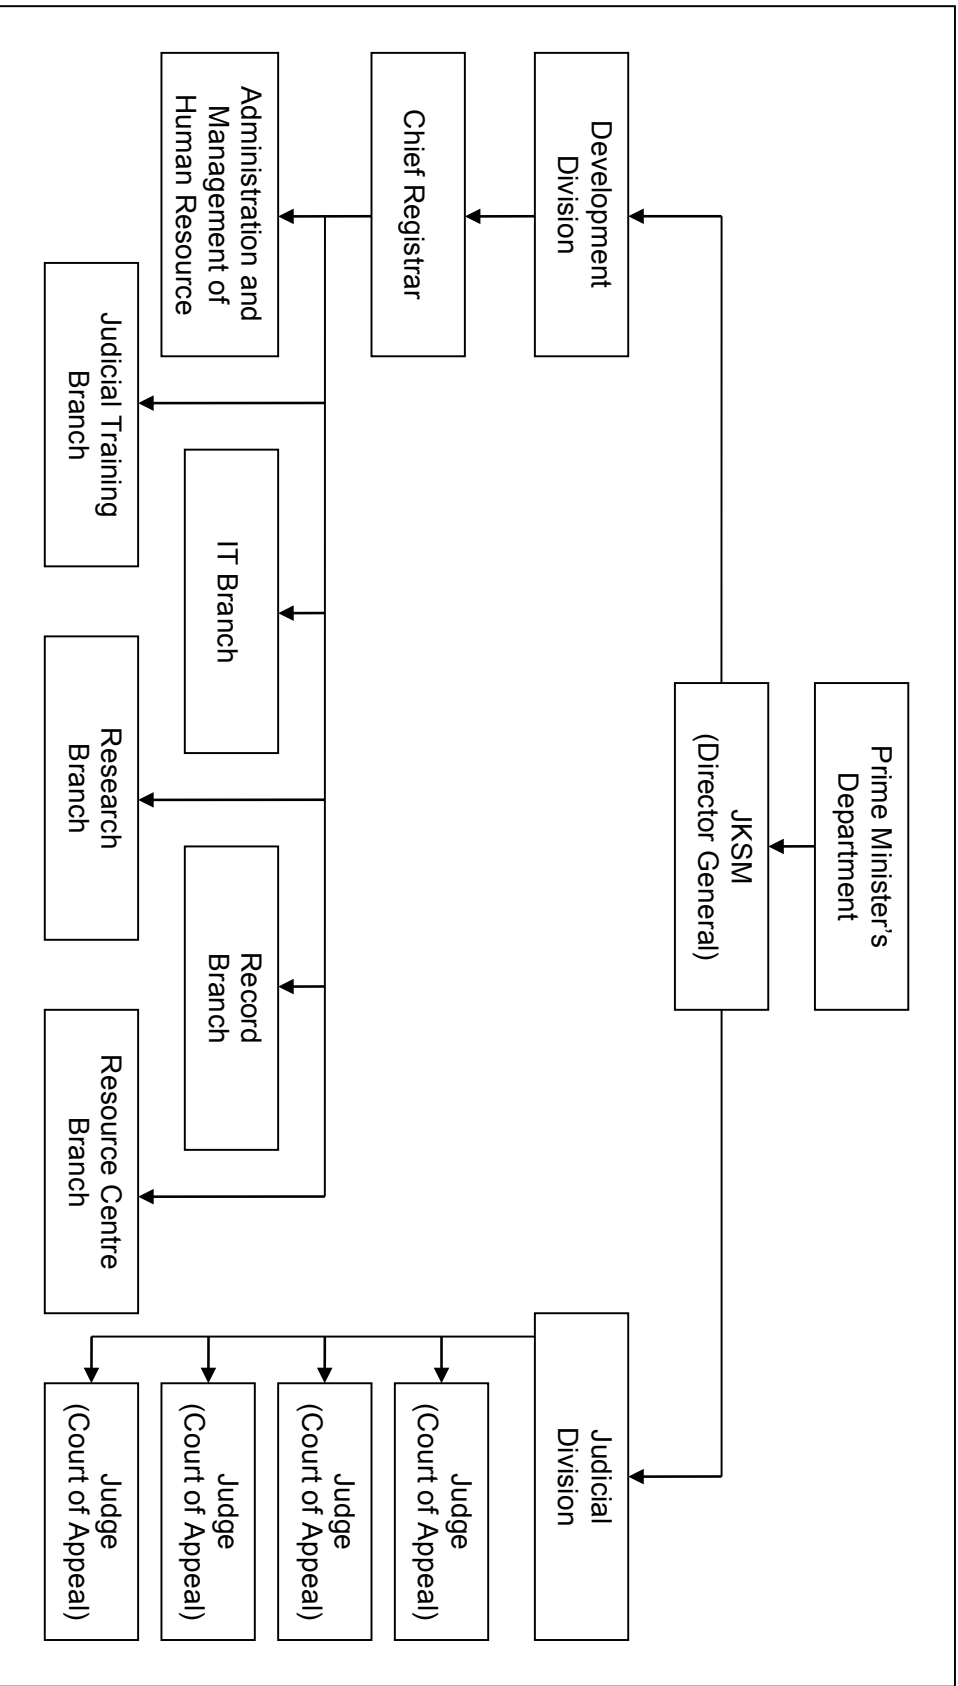 Prime Minister’s
Department
JKSM
(Director General)
Development
Division
Judicial
Division
Chief Registrar
Judge
(Court of Appeal)
Judge
(Court of Appeal)
Judge
(Court of Appeal)
Judge
(Court of Appeal)
Administration and
Management of
Human Resource
IT Branch
Record
Branch
Judicial Training
Branch
Research
Branch
Resource Centre
Branch